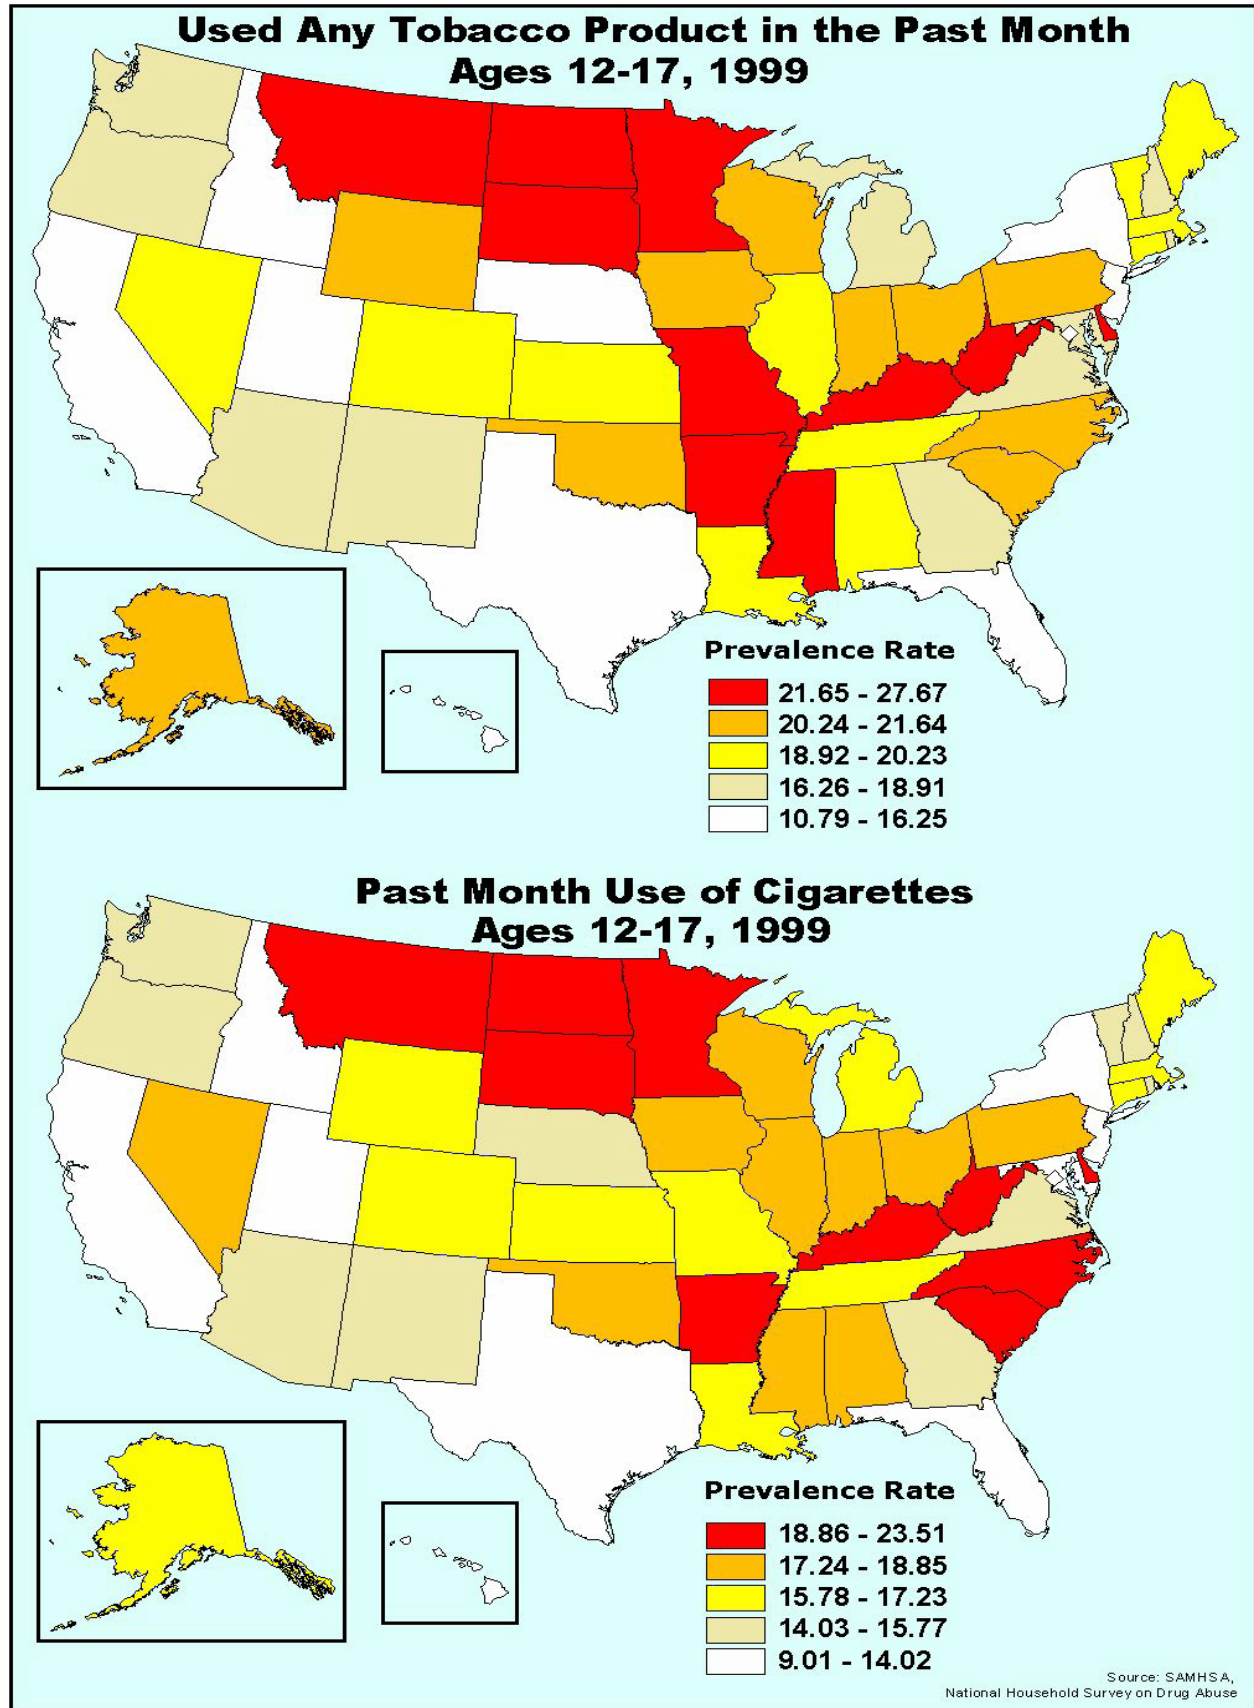 Used Any Tobacco Product in the Past Month
Ages 12-17, 1999
Prevalence Rate
21.65 - 27.67
20.24 - 21.64
18.92 - 20.23
16.26 - 18.91
10.79 - 16.25
Past Month Use of Cigarettes
Ages 12-17, 1999
Prevalence Rate
18.86 - 23.51
17.24 - 18.85
15.78 - 17.23
14.03 - 15.77
9.01 - 14.02
Source: SAMHSA,
National Household Survey on Drug Abuse